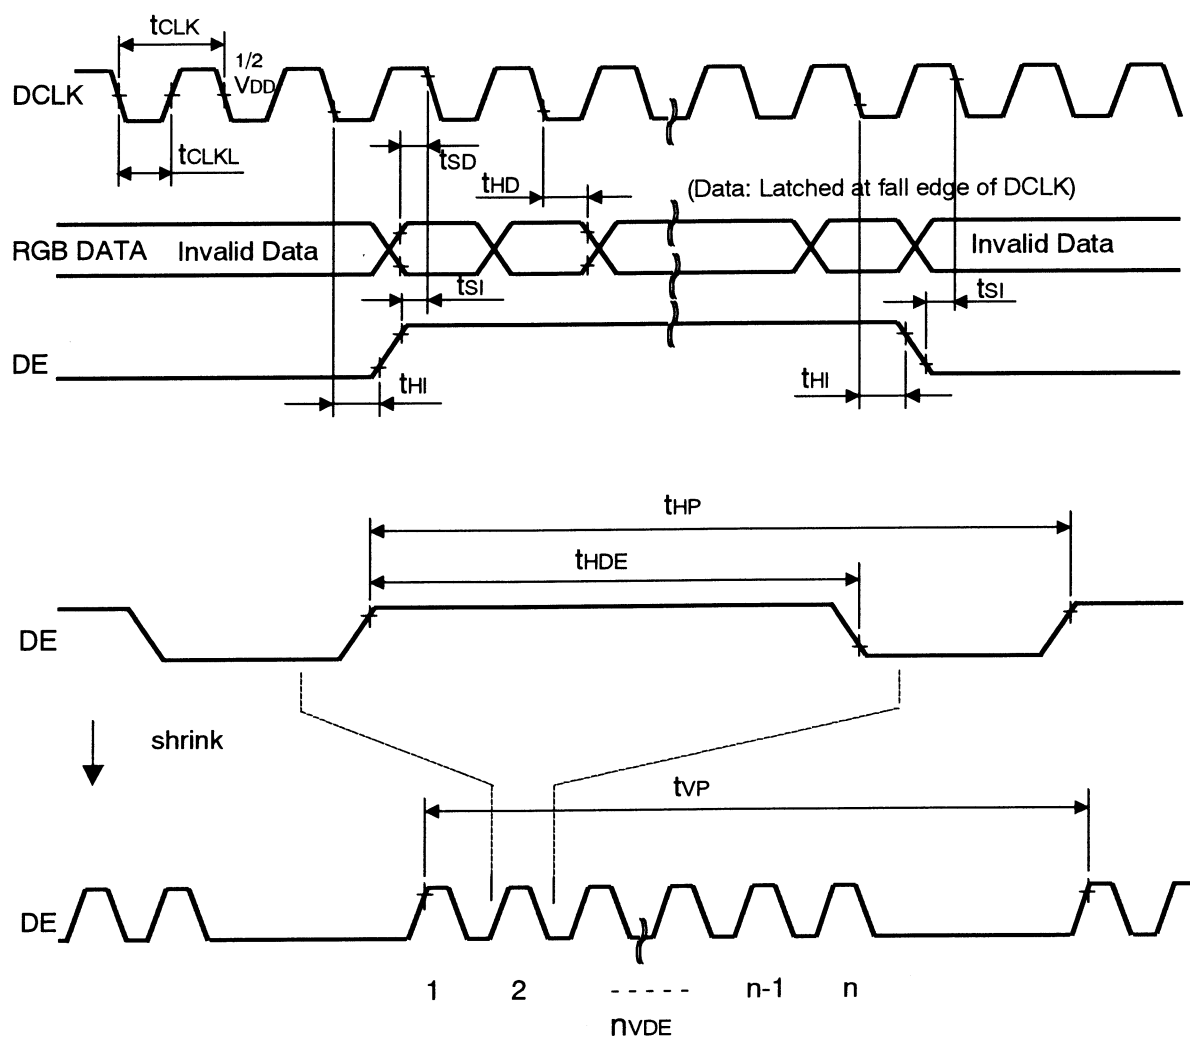 tCLK
1/2
VDD
DCLK
tCLKL
tSD
tHD
(Data: Latched at fall edge of DCLK)
RGB DATA Invalid Data Invalid Data
tSI tSI
DE
tHI tHI
tHP
tHDE
DE
shrink
tVP
DE
1 2 ----- n-1 n
nVDE